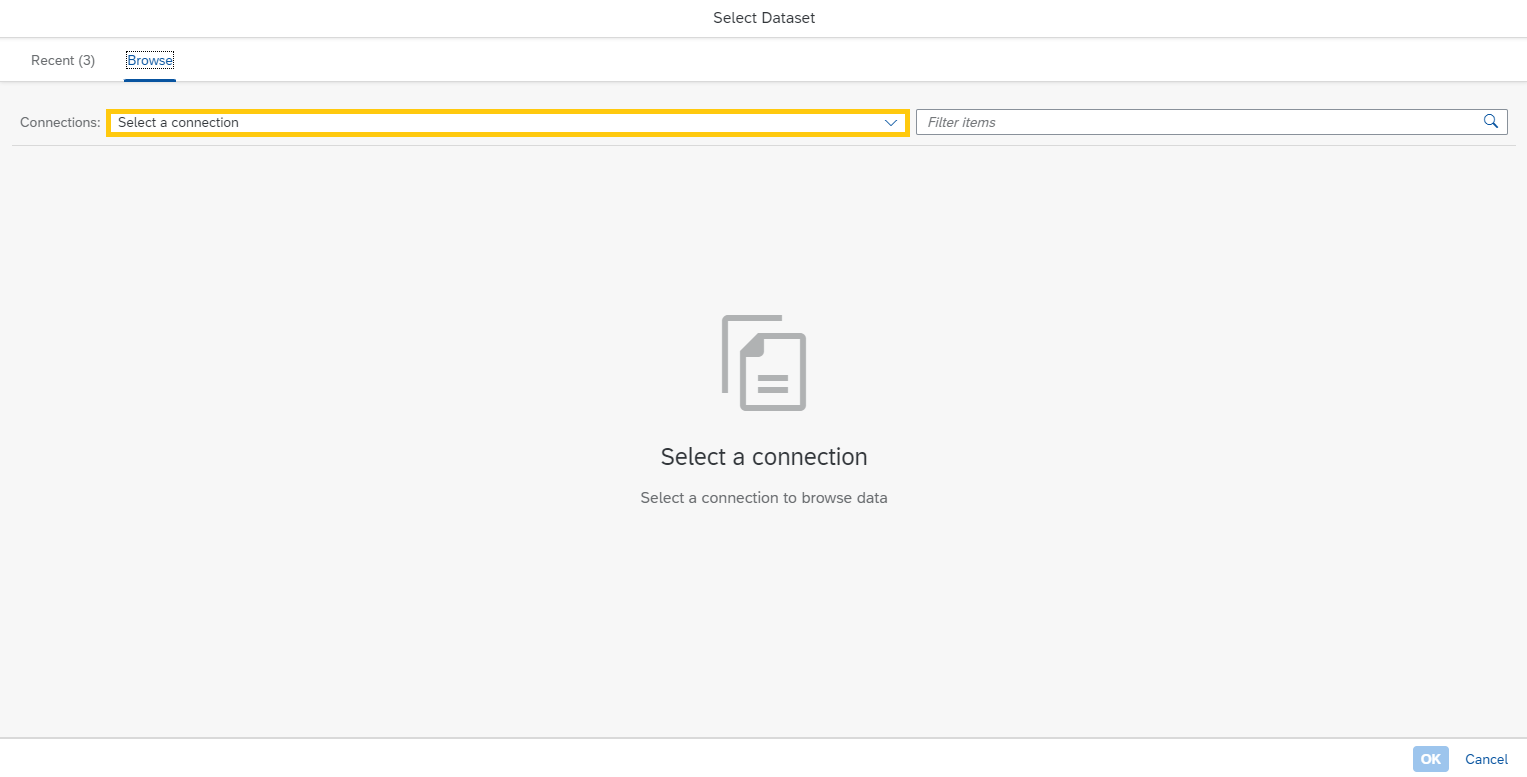 Select Dataset
Recent (3) Browse
Connections: Select a connection Filter items
Select a connection
Select a connection to browse data
OK Cancel